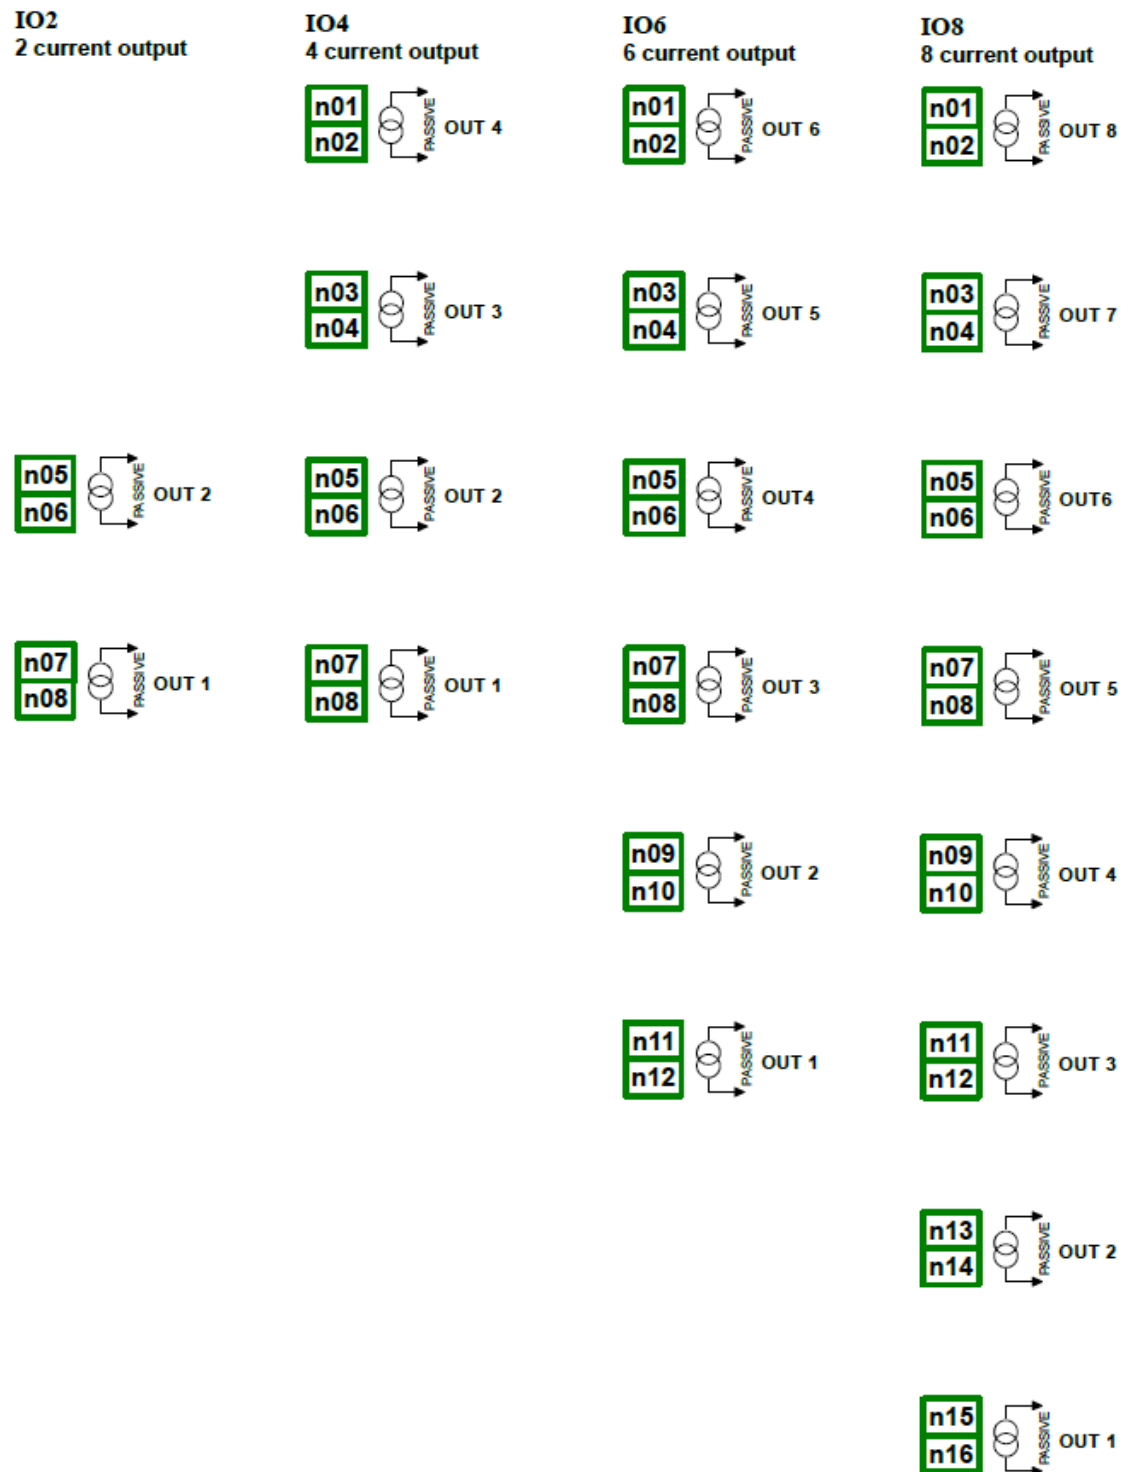 IO2
2 current output
n05
n06
PASSIVE
OUT 2
n07
n08
PASSIVE
OUT 1
IO4
4 current output
n01
n02
PASSIVE
OUT 4
n03
n04
PASSIVE
OUT 3
n05
n06
PASSIVE
OUT 2
n07
n08
PASSIVE
OUT 1
IO6
6 current output
n01
n02
PASSIVE
OUT 6
n03
n04
PASSIVE
OUT 5
n05
n06
PASSIVE
OUT4
n07
n08
PASSIVE
OUT 3
n09
n10
PASSIVE
OUT 2
n11
n12
PASSIVE
OUT 1
IO8
8 current output
n01
n02
PASSIVE
OUT 8
n03
n04
PASSIVE
OUT 7
n05
n06
PASSIVE
OUT6
n07
n08
PASSIVE
OUT 5
n09
n10
PASSIVE
OUT 4
n11
n12
PASSIVE
OUT 3
n13
n14
PASSIVE
OUT 2
n15
n16
PASSIVE
OUT 1